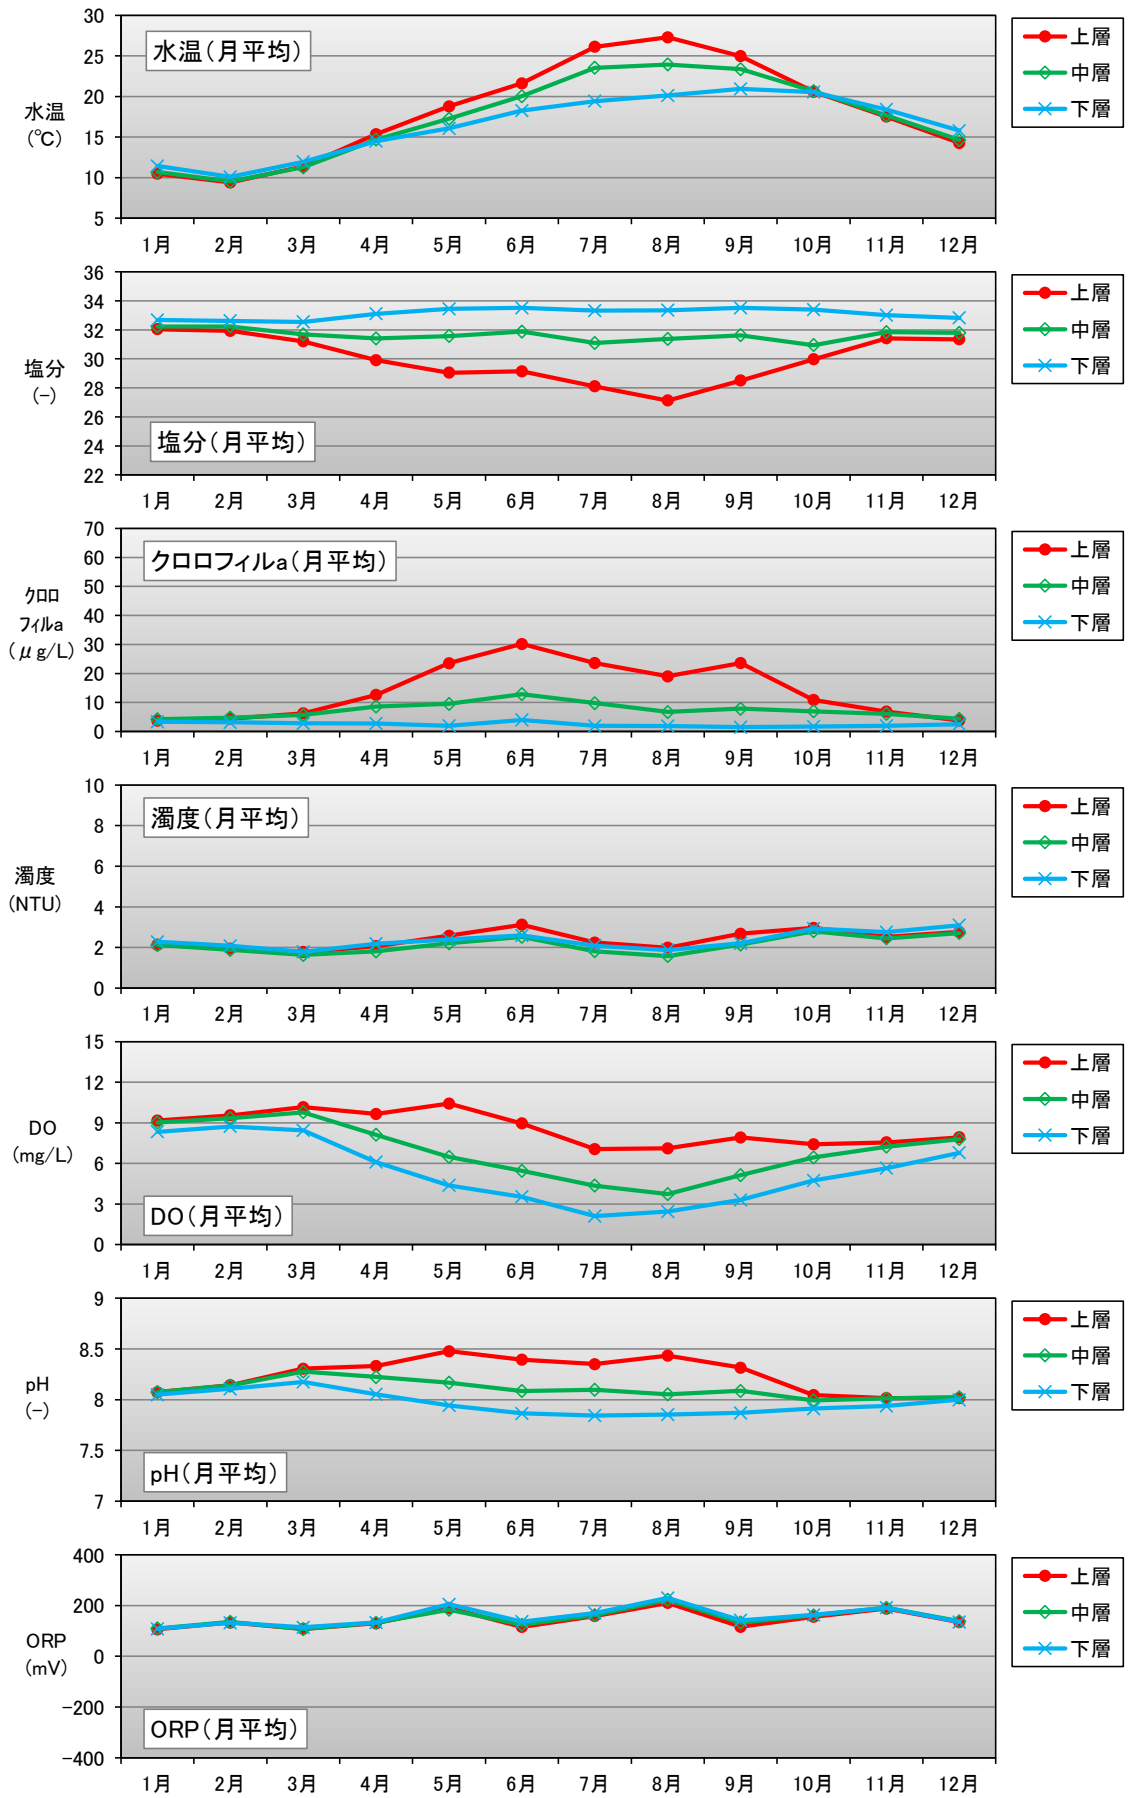 水温(月平均)
水温
(℃)
30
25
20
15
10
5
1月 2月 3月 4月 5月 6月 7月 8月 9月 10月 11月 12月
上層
中層
下層
塩分(月平均)
塩分
(-)
36
34
32
30
28
26
24
22
1月 2月 3月 4月 5月 6月 7月 8月 9月 10月 11月 12月
上層
中層
下層
クロロフィルa(月平均)
クロロ
フィルa
(μg/L)
70
60
50
40
30
20
10
0
1月 2月 3月 4月 5月 6月 7月 8月 9月 10月 11月 12月
上層
中層
下層
濁度(月平均)
濁度
(NTU)
10
8
6
4
2
0
1月 2月 3月 4月 5月 6月 7月 8月 9月 10月 11月 12月
上層
中層
下層
DO(月平均)
DO
(mg/L)
15
12
9
6
3
0
1月 2月 3月 4月 5月 6月 7月 8月 9月 10月 11月 12月
上層
中層
下層
pH(月平均)
pH
(-)
9
8.5
8
7.5
7
1月 2月 3月 4月 5月 6月 7月 8月 9月 10月 11月 12月
上層
中層
下層
ORP(月平均)
ORP
(mV)
400
200
0
-200
-400
1月 2月 3月 4月 5月 6月 7月 8月 9月 10月 11月 12月
上層
中層
下層